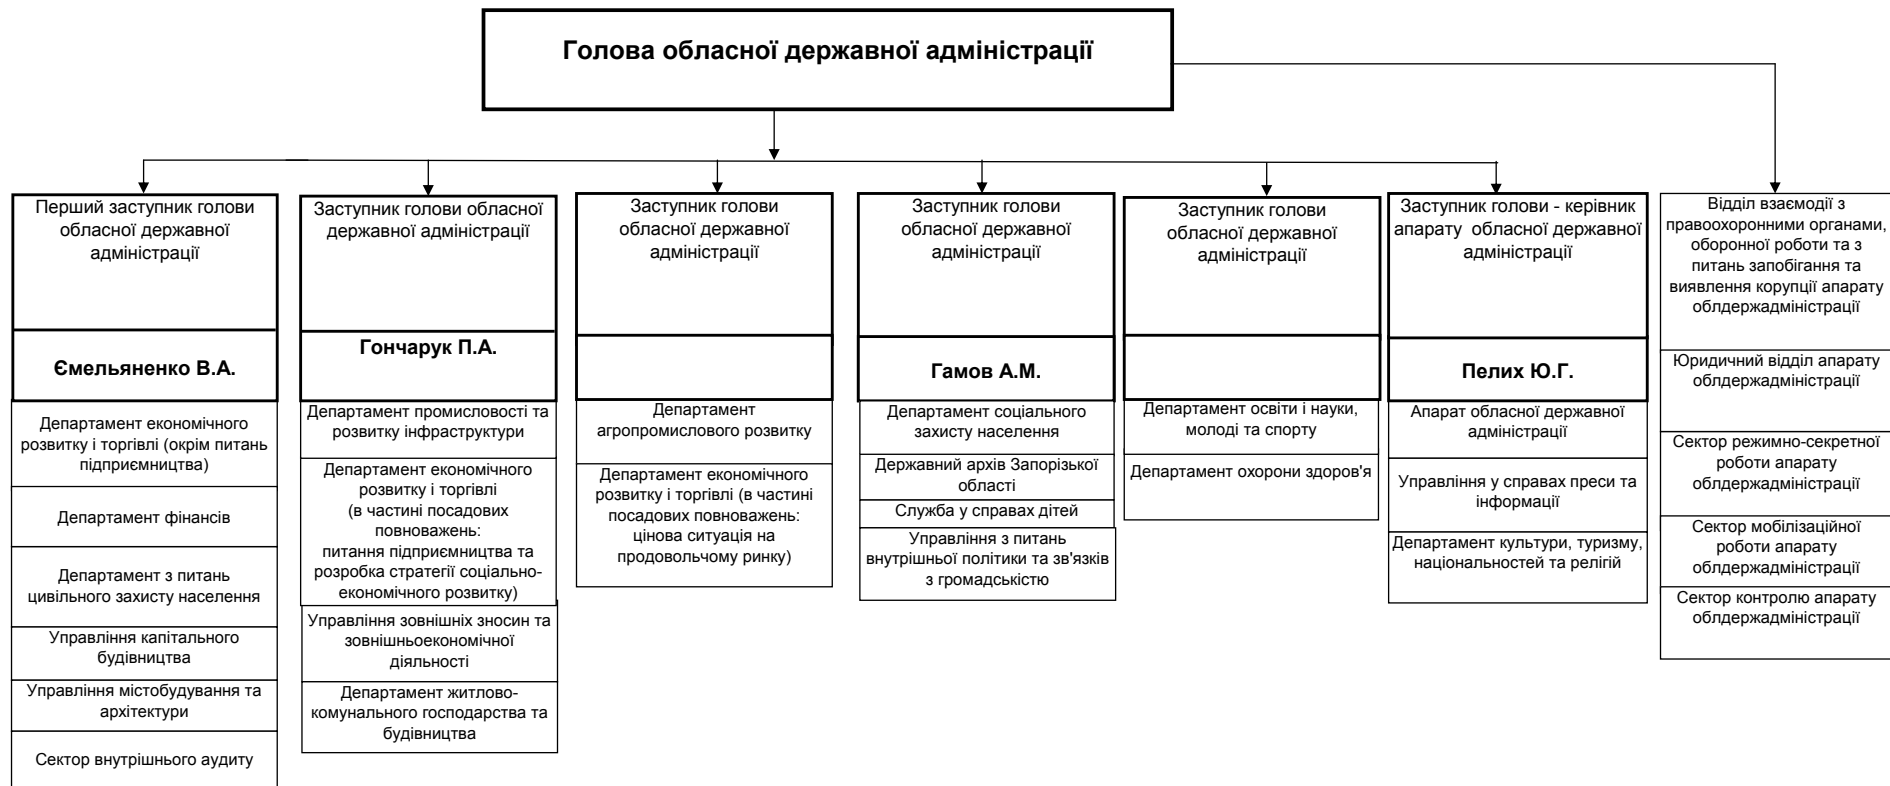 Голова обласної державної адміністрації
Перший заступник голови
обласної державної
адміністрації
Ємельяненко В.А.
Департамент економічного
розвитку і торгівлі (окрім питань
підприємництва)
Департамент фінансів
Департамент з питань
цивільного захисту населення
Управління капітального
будівництва
Управління містобудування та
архітектури
Сектор внутрішнього аудиту
Заступник голови обласної
державної адміністрації
Гончарук П.А.
Департамент промисловості та
розвитку інфраструктури
Департамент економічного
розвитку і торгівлі
(в частині посадових
повноважень:
питання підприємництва та
розробка стратегії соціально-
економічного розвитку)
Управління зовнішніх зносин та
зовнішньоекономічної
діяльності
Департамент житлово-
комунального господарства та
будівництва
Заступник голови
обласної державної
адміністрації
Департамент
агропромислового розвитку
Департамент економічного
розвитку і торгівлі (в частині
посадових повноважень:
цінова ситуація на
продовольчому ринку)
Заступник голови
обласної державної
адміністрації
Гамов А.М.
Департамент соціального
захисту населення
Державний архів Запорізької
області
Служба у справах дітей
Управління з питань
внутрішньої політики та зв'язків
з громадськістю
Заступник голови
обласної державної
адміністрації
Департамент освіти і науки,
молоді та спорту
Департамент охорони здоров'я
Заступник голови - керівник
апарату обласної державної
адміністрації
Пелих Ю.Г.
Апарат обласної державної
адміністрації
Управління у справах преси та
інформації
Департамент культури, туризму,
національностей та релігій
Відділ взаємодії з
правоохоронними органами,
оборонної роботи та з
питань запобігання та
виявлення корупції апарату
облдержадміністрації
Юридичний відділ апарату
облдержадміністрації
Сектор режимно-секретної
роботи апарату
облдержадміністрації
Сектор мобілізаційної
роботи апарату
облдержадміністрації
Сектор контролю апарату
облдержадміністрації